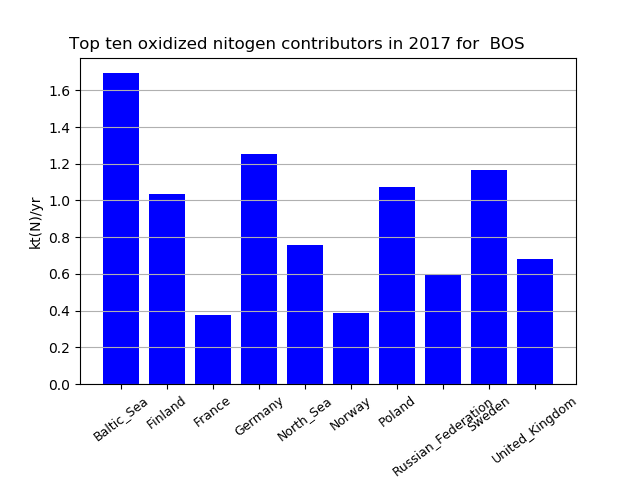 Top ten oxidized nitogen contributors in 2017 for  BOS
kt(N)/yr
1.6
1.4
1.2
1.0
0.8
0.6
0.4
0.2
0.0
Baltic_Sea
Finland
France
Germany
North_Sea
Norway
Poland
Russian_Federation
Sweden
United_Kingdom